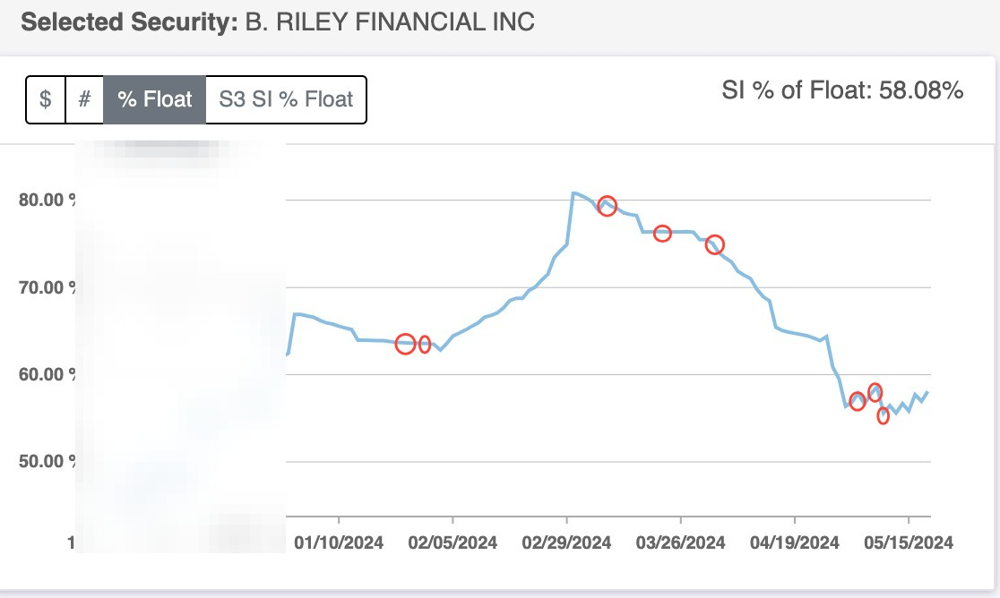 Selected Security: B. RILEY FINANCIAL INC
$ # % Float S3 SI % Float
SI % of Float: 58.08%
80.00 %
70.00 %
60.00 %
50.00 %
01/10/2024 02/05/2024 02/29/2024 03/26/2024 04/19/2024 05/15/2024